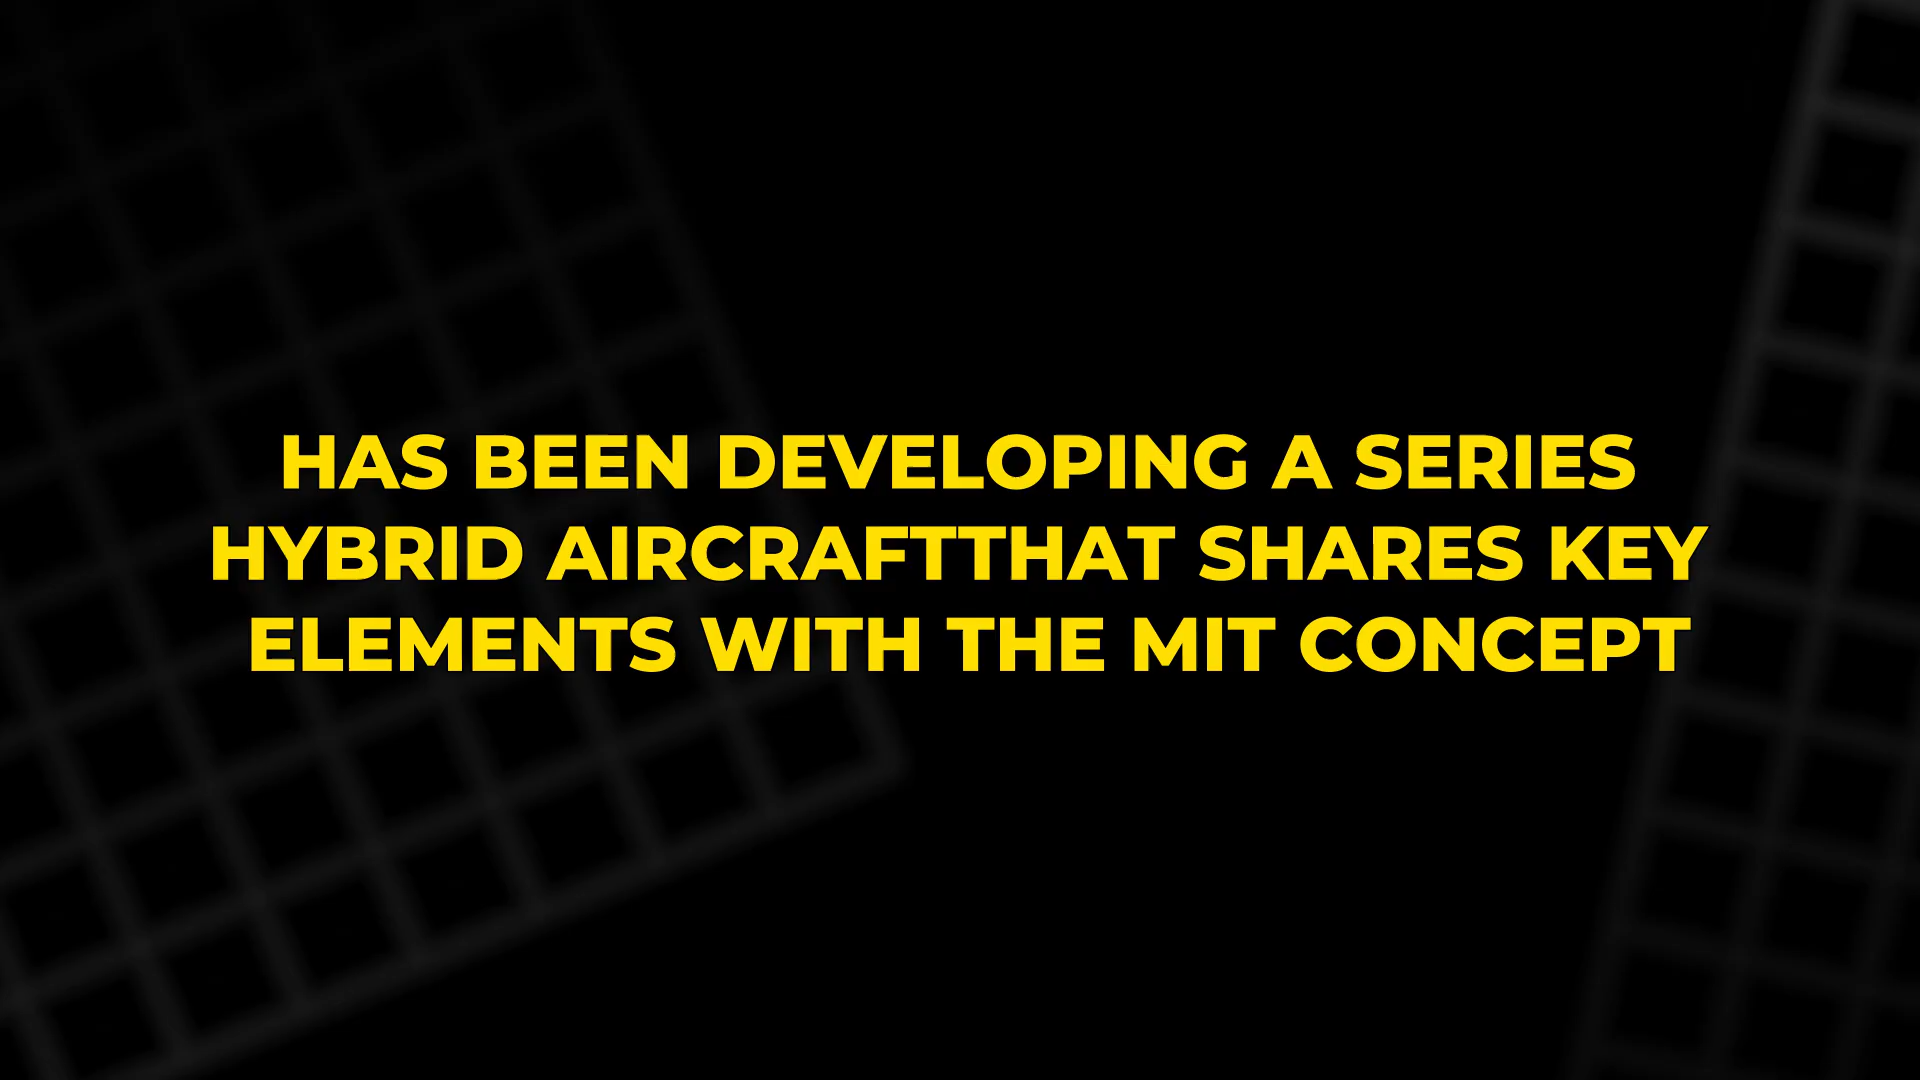 HAS BEEN DEVELOPING A SERIES
HYBRID AIRCRAFTTHAT SHARES KEY
ELEMENTS WITH THE MIT CONCEPT